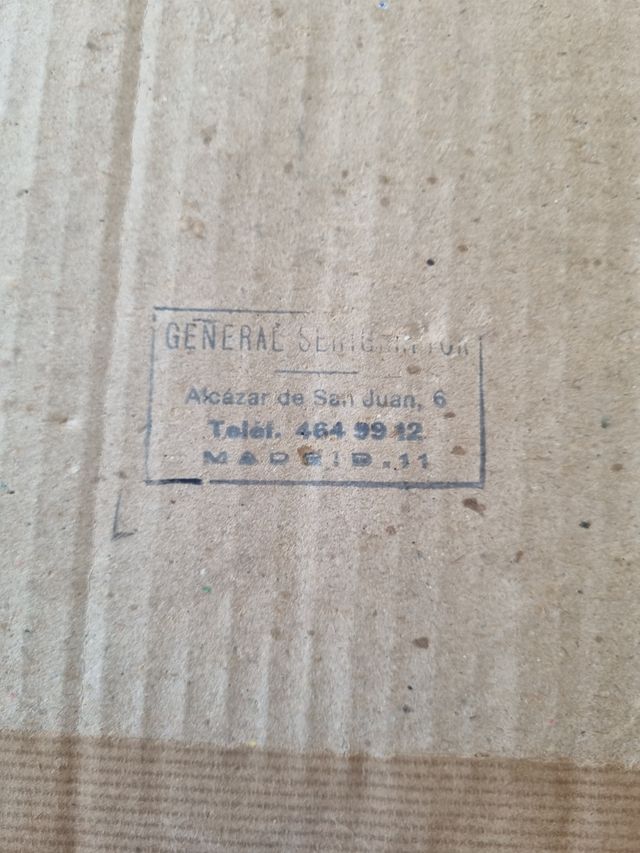 GENERAL
Alcázar de San Juan, 6
Teléf. 464 99 12
MADRID.11